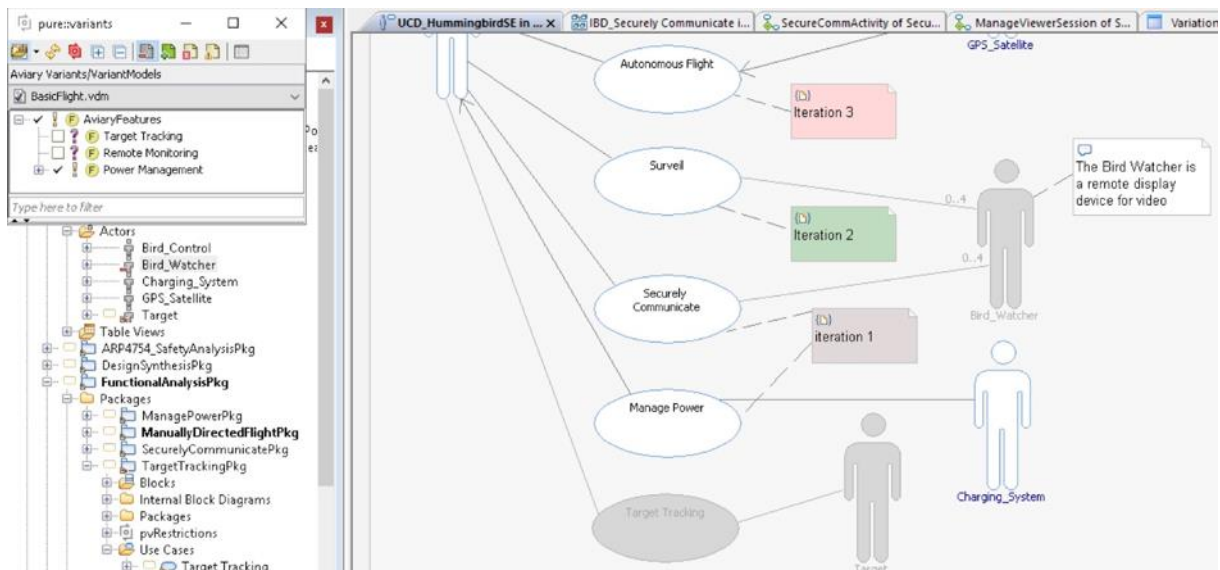 pure::variants
Aviary Variants/VariantModels
BasicFlight.vdm
AviaryFeatures
Target Tracking
Remote Monitoring
Power Management
Type here to filter
Actors
Bird_Control
Bird_Watcher
Charging_System
GPS_Satellite
Target
Table Views
ARP4754_SafetyAnalysisPkg
DesignSynthesisPkg
FunctionalAnalysisPkg
Packages
ManagePowerPkg
ManuallyDirectedFlightPkg
SecurelyCommunicatePkg
TargetTrackingPkg
Blocks
Internal Block Diagrams
Packages
pvRestrictions
Use Cases
Target Tracking
UCD_HummingbirdSE in ...
IBD_Securely Communicate i...
SecureCommActivity of Secu...
ManageViewerSession of S...
Variation
GPS_Satellite
Autonomous Flight
Iteration 3
Surveil
0..4
The Bird Watcher is
a remote display
device for video
Iteration 2
0..4
Securely
Communicate
Bird_Watcher
iteration 1
Manage Power
Charging_System
Target Tracking
Target